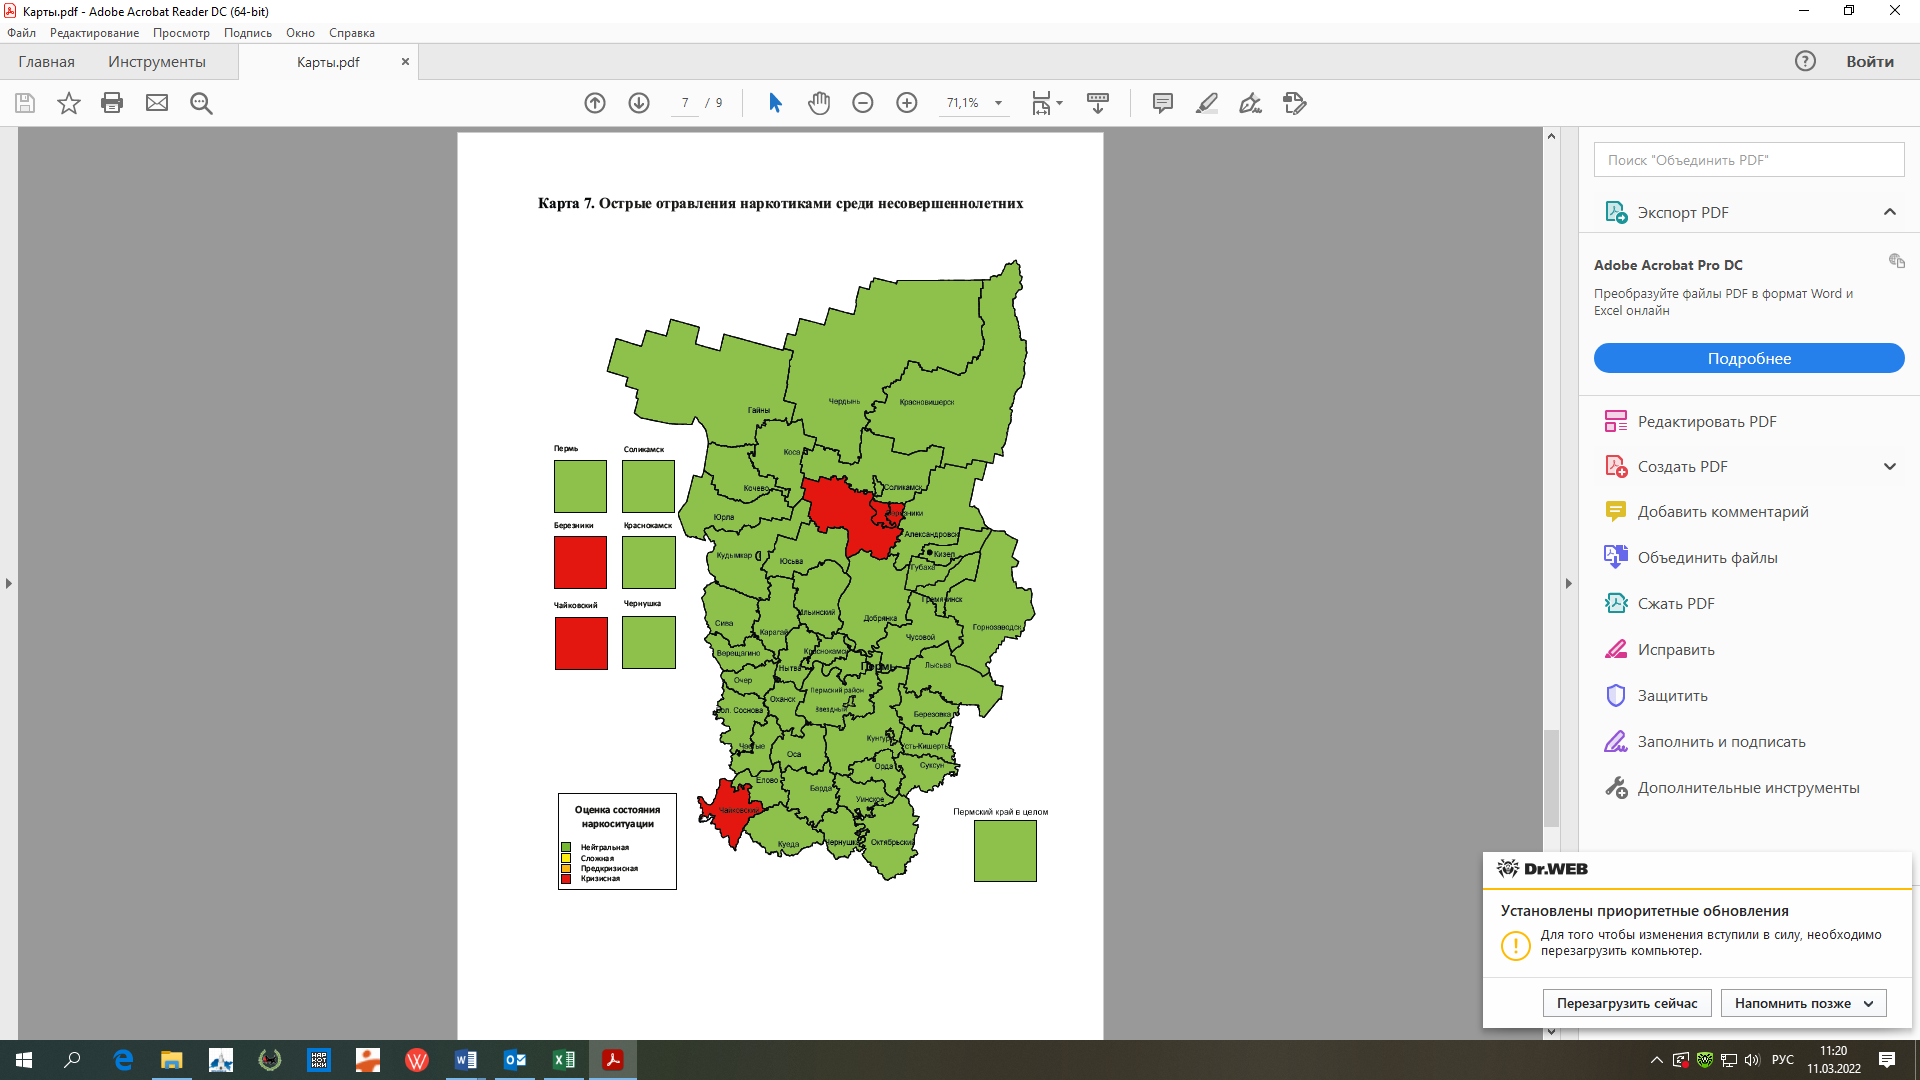 Карты.pdf - Adobe Acrobat Reader DC (64-bit)
Файл Редактирование Просмотр Подпись Окно Справка
Главная Инструменты Карты.pdf Войти
7 / 9 71,1%
Карта 7. Острые отравления наркотиками среди несовершеннолетних
Гайны
Чердынь
Красновишерск
Пермь Соликамск
Коса
Кочево
Соликамск
Юрла
Березники Краснокамск
Александровск
Кудымкар
Кизел
Юсьва
Губаха
Чайковский Чернушка
Гремячинск
Ильинский
Добрянка
Сива
Карагай
Чусовой
Горнозаводск
Верещагино
Краснокамск
Нытва
Пермь
Лысьва
Очер
Пермский район
Оханск
Бол. Соснова
Звездный
Березовка
Кунгур
Частые
Усть-Кишерть
Оса
Орда
Суксун
Елово
Барда
Уинское
Чайковский
Куеда
Чернушка
Октябрьский
Оценка состояния
наркоситуации
Нейтральная
Сложная
Предкризисная
Кризисная
Пермский край в целом
Поиск "Объединить PDF"
Экспорт PDF
Adobe Acrobat Pro DC
Преобразуйте файлы PDF в формат Word и
Excel онлайн
Подробнее
Редактировать PDF
Создать PDF
Добавить комментарий
Объединить файлы
Сжать PDF
Исправить
Защитить
Заполнить и подписать
Дополнительные инструменты
Dr.WEB
Установлены приоритетные обновления
Для того чтобы изменения вступили в силу, необходимо
перезагрузить компьютер.
Перезагрузить сейчас Напомнить позже
НАР
КОТ
ИКИ
РУС
11:20
11.03.2022